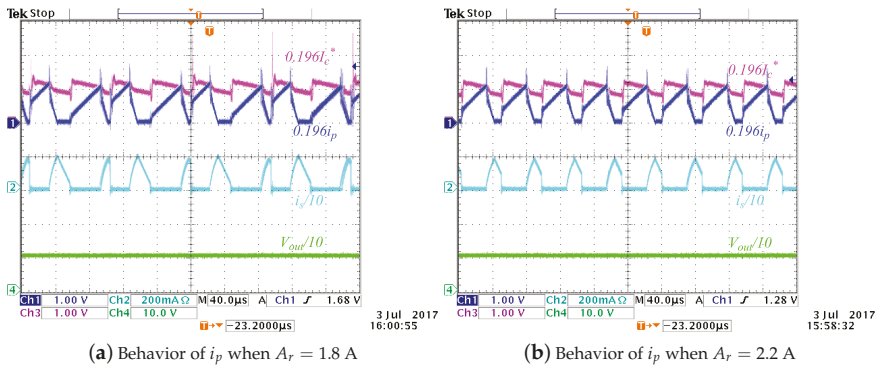 Tek Stop
T
T
0.196I_c*
1
0.196i_p
2
i_s/10
V_out/10
4
Ch1 1.00 V Ch2 200mAΩ M 40.0µs A Ch1 ƒ 1.68 V
Ch3 1.00 V Ch4 10.0 V
3 Jul 2017
16:00:55
T→▼ -23.2000µs
(a) Behavior of i_p when A_r = 1.8 A
Tek Stop
T
T
0.196I_c*
1
0.196i_p
2
i_s/10
V_out/10
4
Ch1 1.00 V Ch2 200mAΩ M 40.0µs A Ch1 ƒ 1.28 V
Ch3 1.00 V Ch4 10.0 V
3 Jul 2017
15:58:32
T→▼ -23.2000µs
(b) Behavior of i_p when A_r = 2.2 A